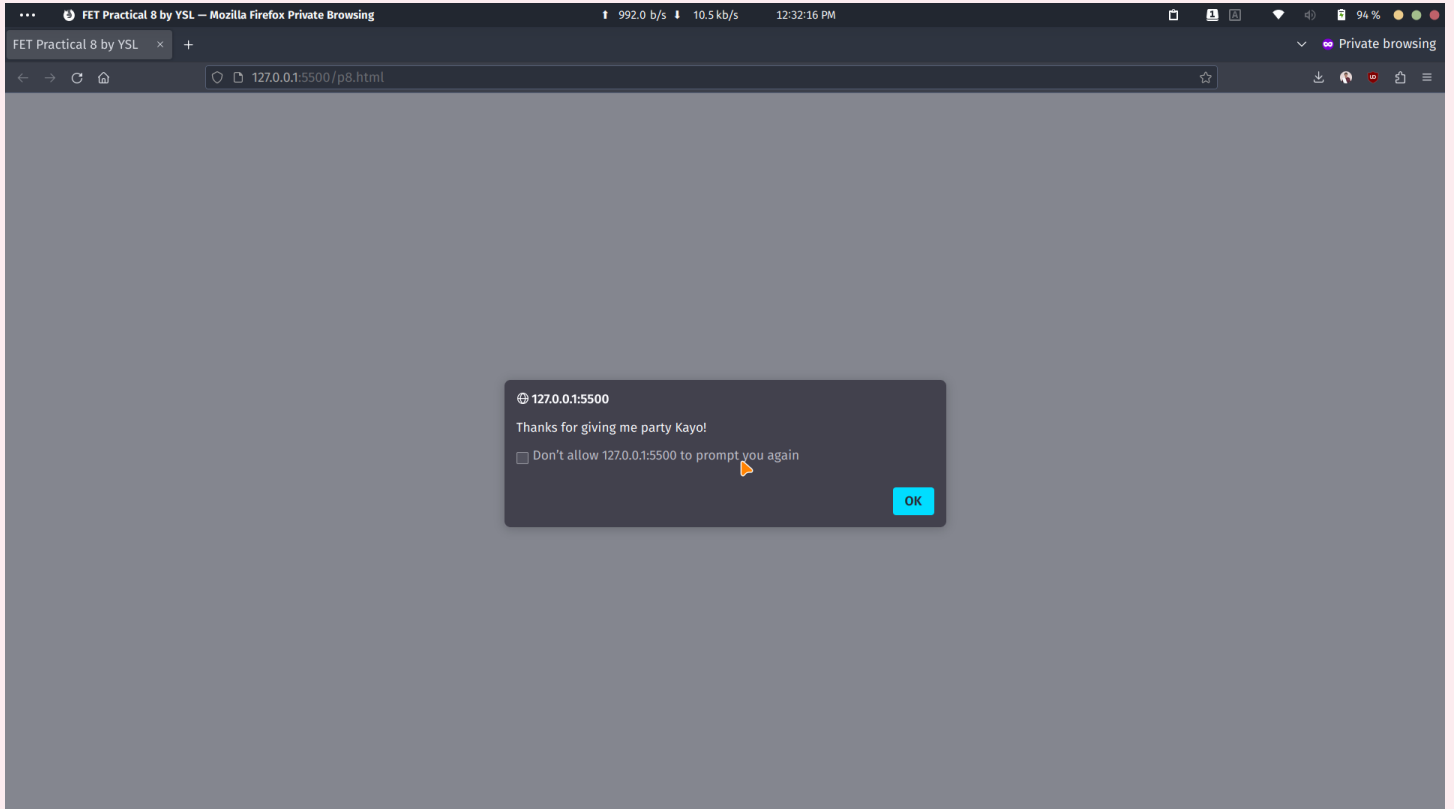 FET Practical 8 by YSL — Mozilla Firefox Private Browsing
⬆ 992.0 b/s ⬇ 10.5 kb/s
12:32:16 PM
1
A
94 %
FET Practical 8 by YSL × +
Private browsing
127.0.0.1:5500/p8.html
127.0.0.1:5500
Thanks for giving me party Kayo!
Don't allow 127.0.0.1:5500 to prompt you again
OK